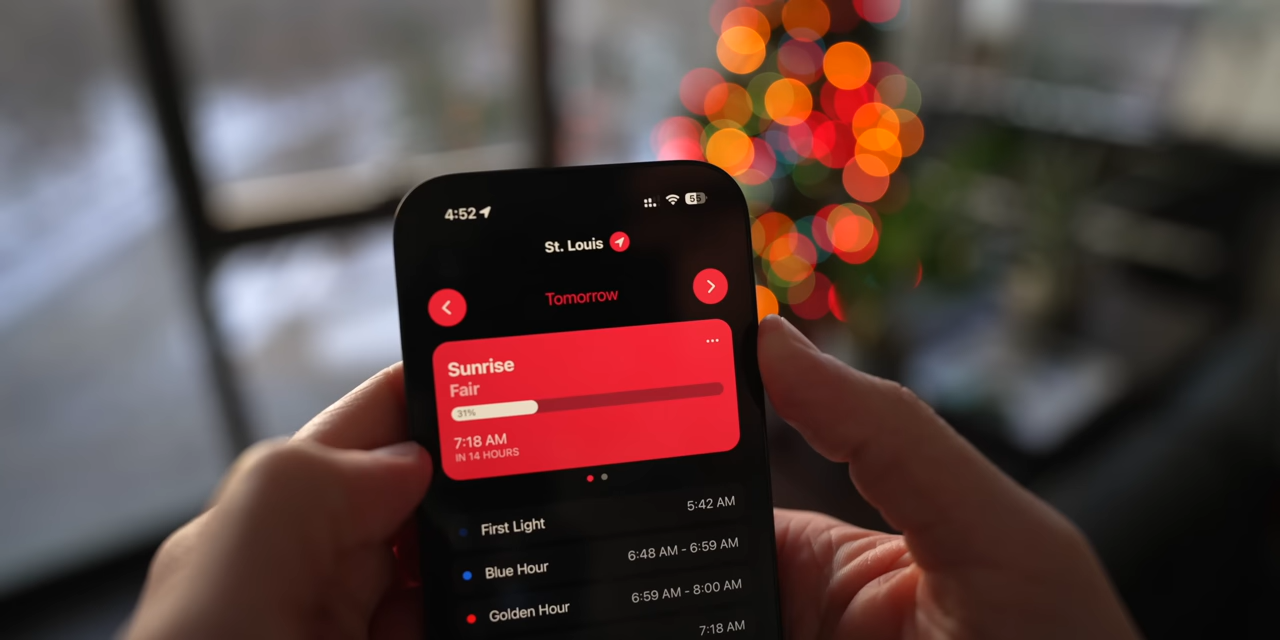 4:52
55
St. Louis
Tomorrow
Sunrise
Fair
31%
7:18 AM
IN 14 HOURS
First Light 5:42 AM
Blue Hour 6:48 AM - 6:59 AM
Golden Hour 6:59 AM - 8:00 AM
7:18 AM